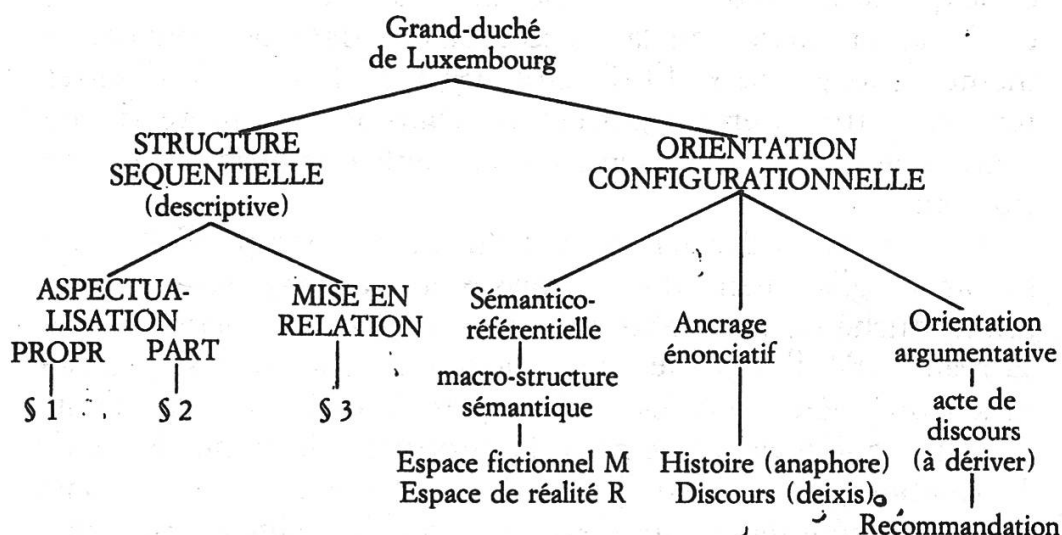 Grand-duché
de Luxembourg
STRUCTURE
SEQUENTIELLE
(descriptive)
ORIENTATION
CONFIGURATIONNELLE
ASPECTUA-
LISATION
PROPR PART
§ 1 § 2
MISE EN
RELATION
§ 3
Sémantico-
référentielle
macro-structure
sémantique
Espace fictionnel M
Espace de réalité R
Ancrage
énonciatif
Histoire (anaphore)
Discours (deixis)
Orientation
argumentative
acte de
discours
(à dériver)
Recommandation